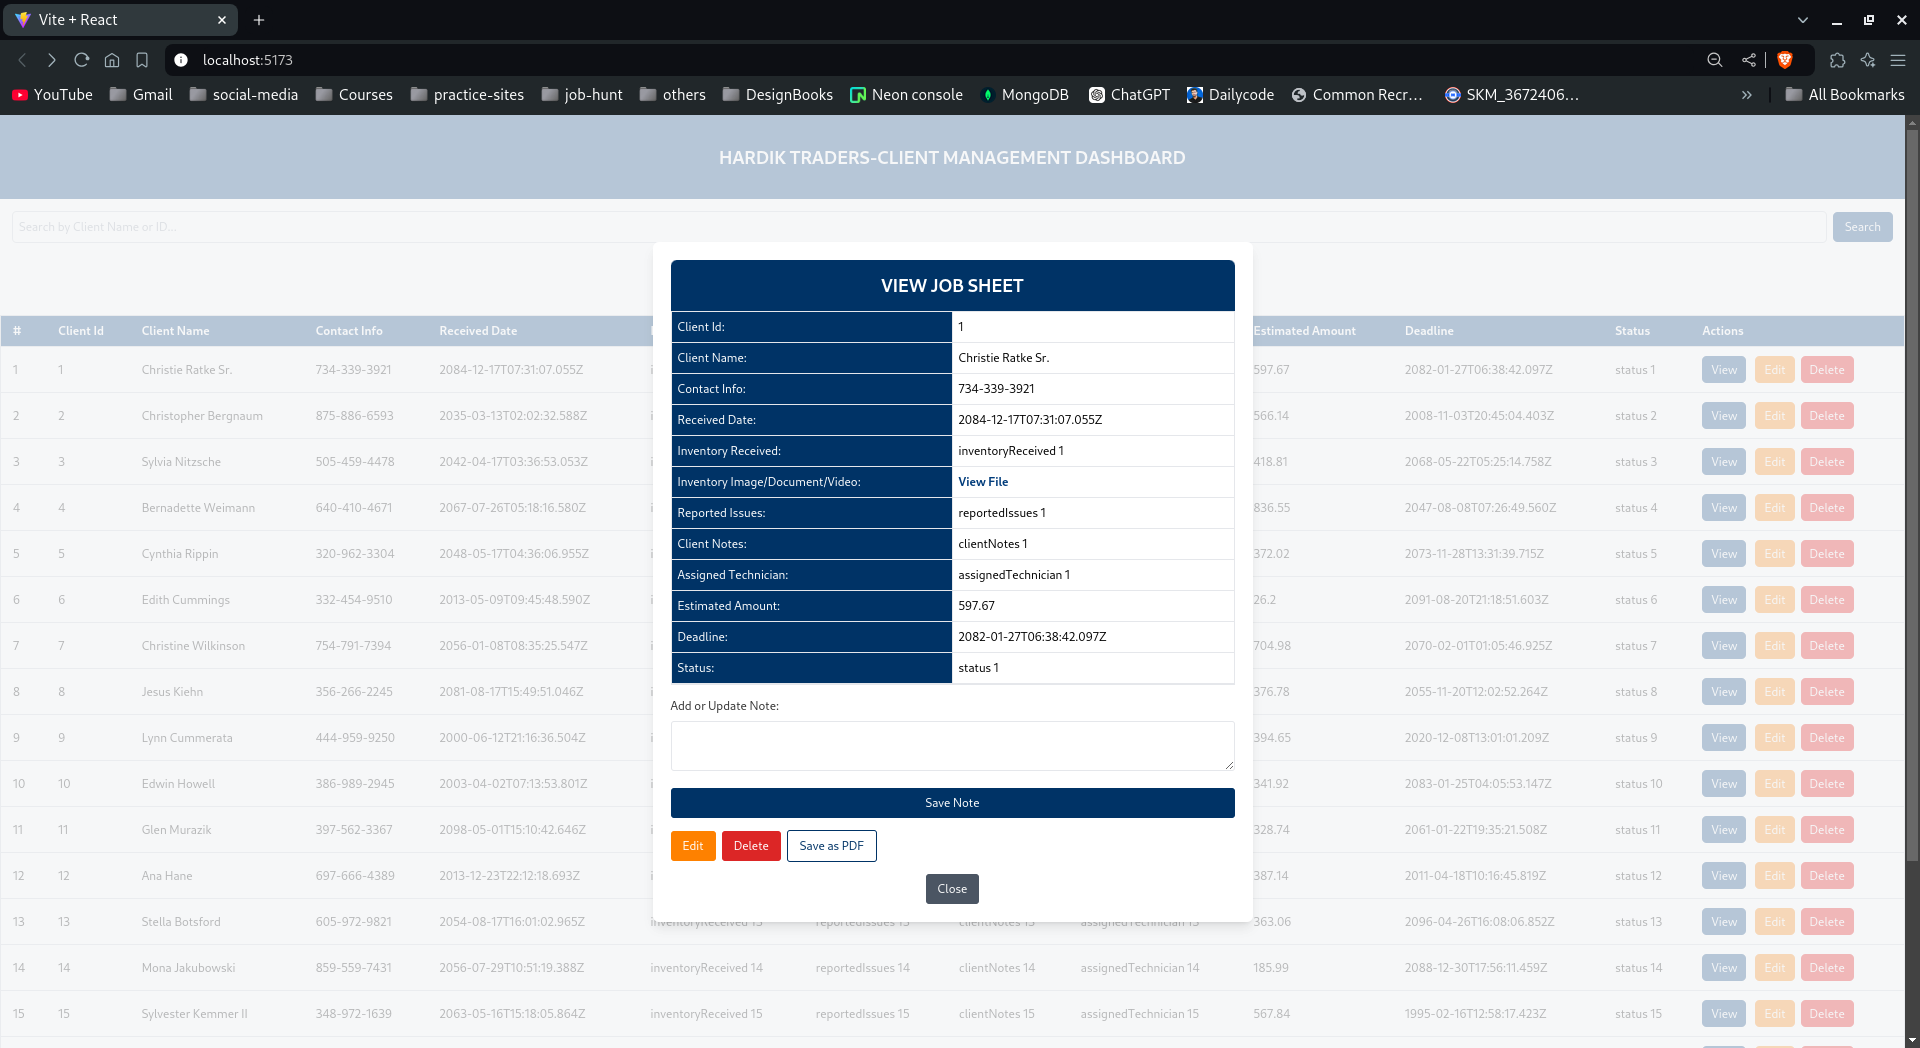 Vite + React
localhost:5173
YouTube Gmail social-media Courses practice-sites job-hunt others DesignBooks Neon console MongoDB ChatGPT Dailycode Common Recr... SKM_3672406... » All Bookmarks
HARDIK TRADERS-CLIENT MANAGEMENT DASHBOARD
Search by Client Name or ID... Search
VIEW JOB SHEET
Client Id: 1
Client Name: Christie Ratke Sr.
Contact Info: 734-339-3921
Received Date: 2084-12-17T07:31:07.055Z
Inventory Received: inventoryReceived 1
Inventory Image/Document/Video: View File
Reported Issues: reportedIssues 1
Client Notes: clientNotes 1
Assigned Technician: assignedTechnician 1
Estimated Amount: 597.67
Deadline: 2082-01-27T06:38:42.097Z
Status: status 1
Add or Update Note:
Save Note
Edit Delete Save as PDF
Close
# Client Id Client Name Contact Info Received Date Estimated Amount Deadline Status Actions
1 1 Christie Ratke Sr. 734-339-3921 2084-12-17T07:31:07.055Z 597.67 2082-01-27T06:38:42.097Z status 1 View Edit Delete
2 2 Christopher Bergnaum 875-886-6593 2035-03-13T02:02:32.588Z 566.14 2008-11-03T20:45:04.403Z status 2 View Edit Delete
3 3 Sylvia Nitzsche 505-459-4478 2042-04-17T03:36:53.053Z 418.81 2068-05-22T05:25:14.758Z status 3 View Edit Delete
4 4 Bernadette Weimann 640-410-4671 2067-07-26T05:18:16.580Z 836.55 2047-08-08T07:26:49.560Z status 4 View Edit Delete
5 5 Cynthia Rippin 320-962-3304 2048-05-17T04:36:06.955Z 372.02 2073-11-28T13:31:39.715Z status 5 View Edit Delete
6 6 Edith Cummings 332-454-9510 2013-05-09T09:45:48.590Z 26.2 2091-08-20T21:18:51.603Z status 6 View Edit Delete
7 7 Christine Wilkinson 754-791-7394 2056-01-08T08:35:25.547Z 704.98 2070-02-01T01:05:46.925Z status 7 View Edit Delete
8 8 Jesus Kiehn 356-266-2245 2081-08-17T15:49:51.046Z 376.78 2055-11-20T12:02:52.264Z status 8 View Edit Delete
9 9 Lynn Cummerata 444-959-9250 2000-06-12T21:16:36.504Z 394.65 2020-12-08T13:01:01.209Z status 9 View Edit Delete
10 10 Edwin Howell 386-989-2945 2003-04-02T07:13:53.801Z 341.92 2083-01-25T04:05:53.147Z status 10 View Edit Delete
11 11 Glen Murazik 397-562-3367 2098-05-01T15:10:42.646Z 328.74 2061-01-22T19:35:21.508Z status 11 View Edit Delete
12 12 Ana Hane 697-666-4389 2013-12-23T22:12:18.693Z 387.14 2011-04-18T10:16:45.819Z status 12 View Edit Delete
13 13 Stella Botsford 605-972-9821 2054-08-17T16:01:02.965Z inventoryReceived 13 reportedIssues 13 clientNotes 13 assignedTechnician 13 363.06 2096-04-26T16:08:06.852Z status 13 View Edit Delete
14 14 Mona Jakubowski 859-559-7431 2056-07-29T10:51:19.388Z inventoryReceived 14 reportedIssues 14 clientNotes 14 assignedTechnician 14 185.99 2088-12-30T17:56:11.459Z status 14 View Edit Delete
15 15 Sylvester Kemmer II 348-972-1639 2063-05-16T15:18:05.864Z inventoryReceived 15 reportedIssues 15 clientNotes 15 assignedTechnician 15 567.84 1995-02-16T12:58:17.423Z status 15 View Edit Delete